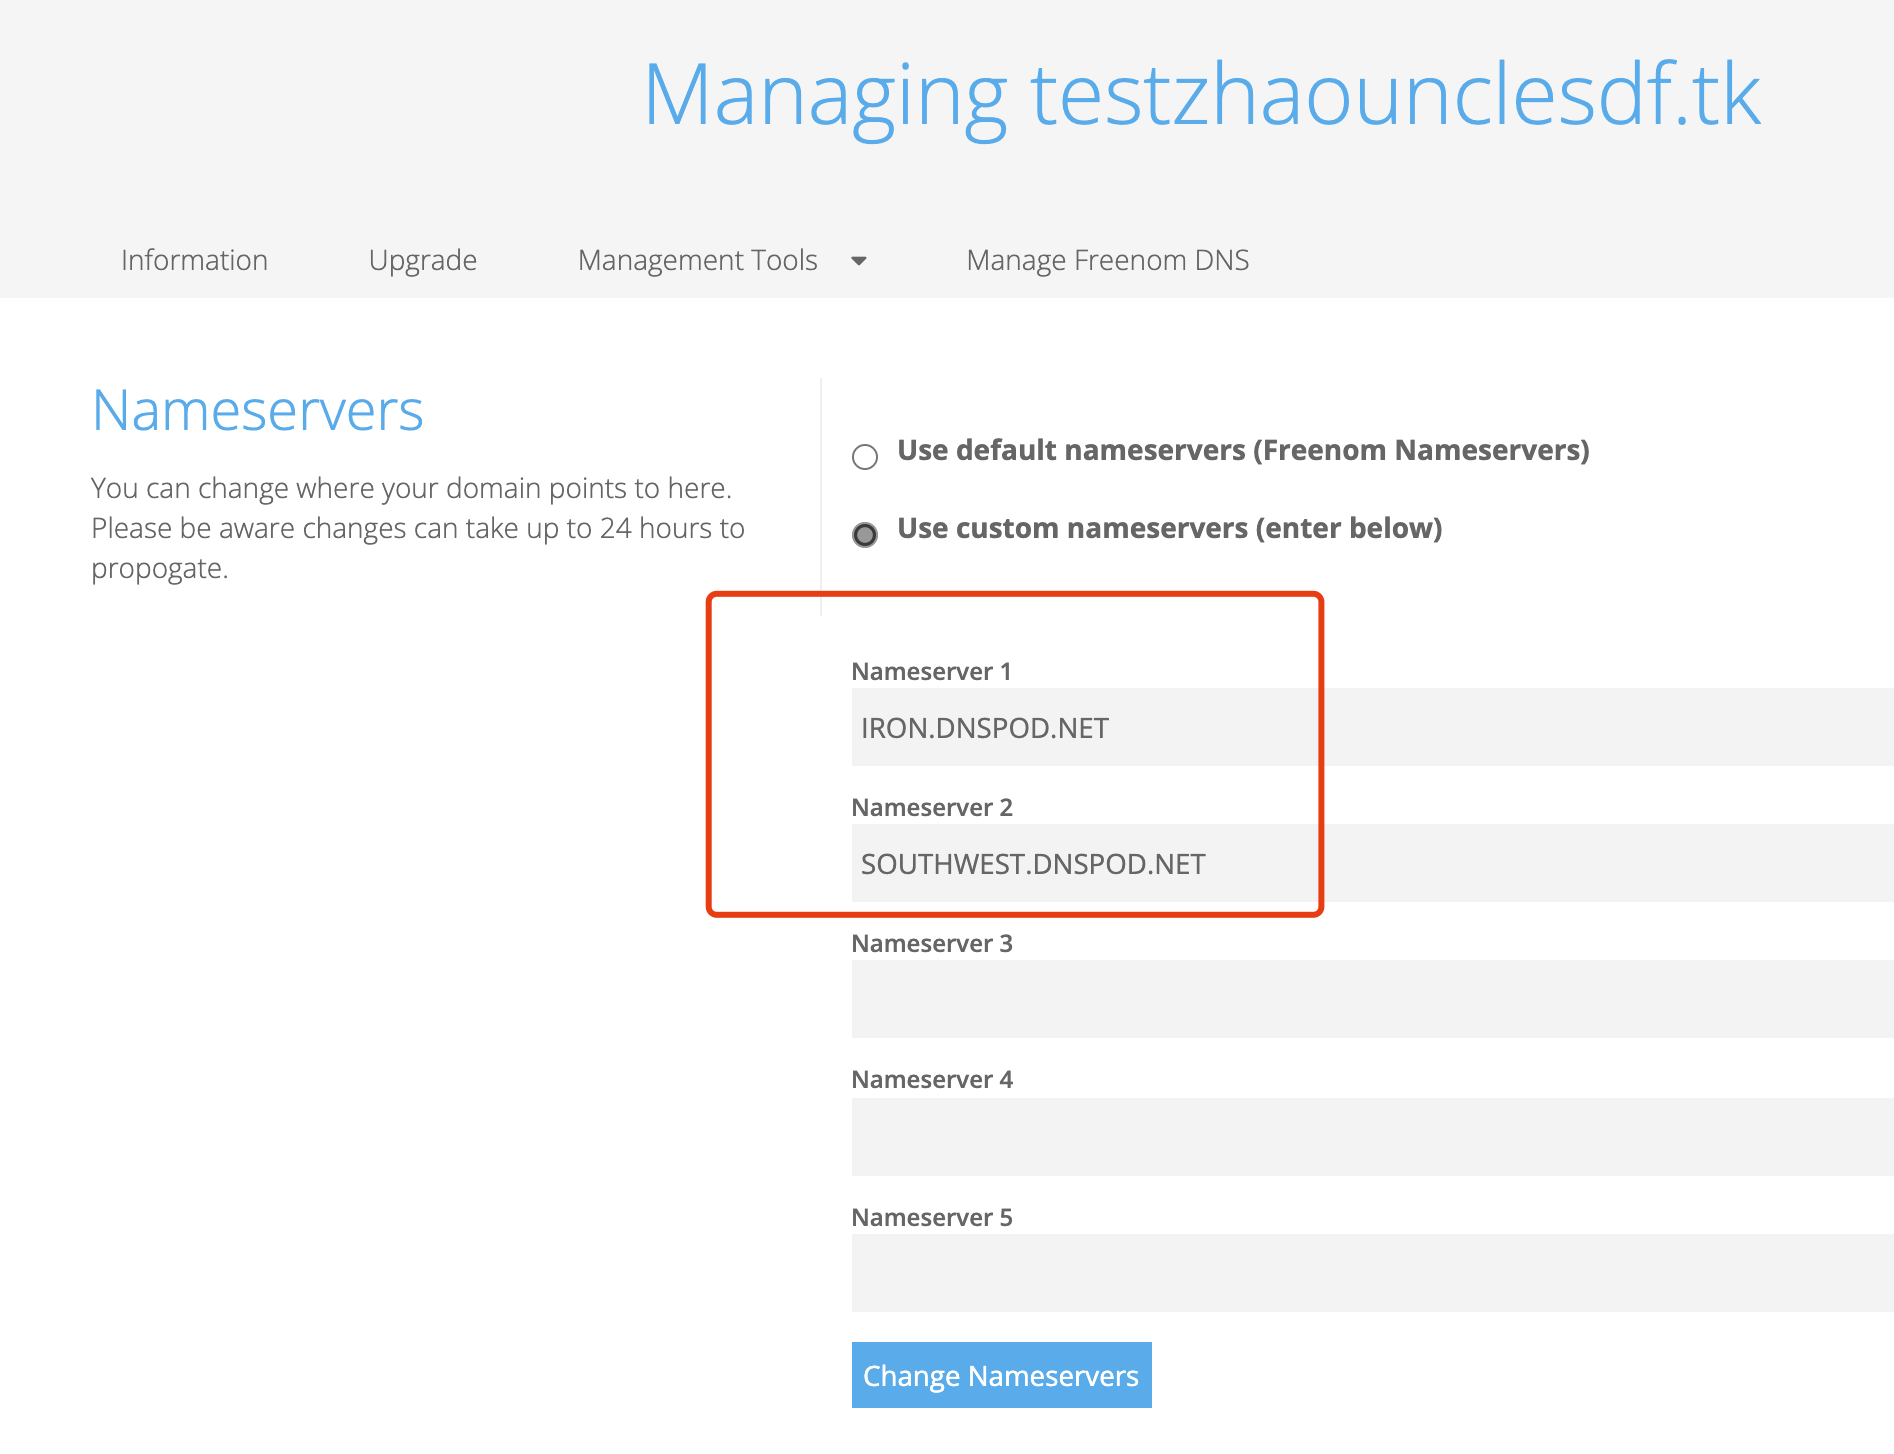 Managing testzhaounclesdf.tk
Information
Upgrade
Management Tools
Manage Freenom DNS
Nameservers
You can change where your domain points to here.
Please be aware changes can take up to 24 hours to
propogate.
Use default nameservers (Freenom Nameservers)
Use custom nameservers (enter below)
Nameserver 1
IRON.DNSPOD.NET
Nameserver 2
SOUTHWEST.DNSPOD.NET
Nameserver 3
Nameserver 4
Nameserver 5
Change Nameservers